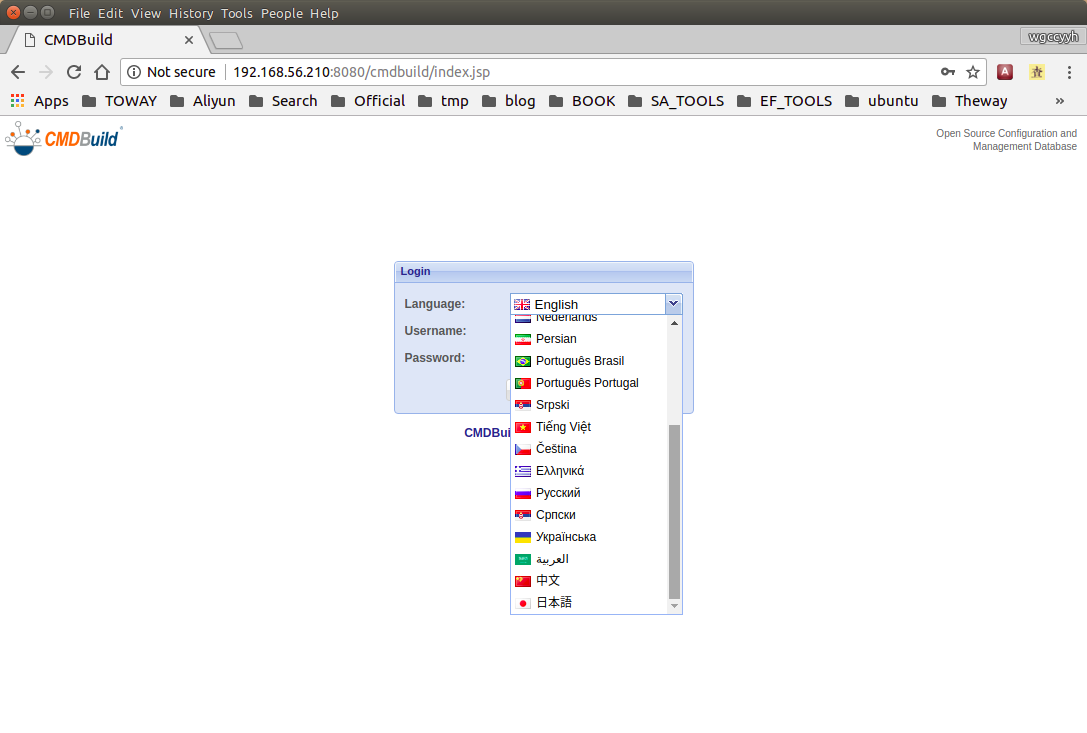 File Edit View History Tools People Help
CMDBuild
wgccyyh
Not secure 192.168.56.210:8080/cmdbuild/index.jsp
Apps TOWAY Aliyun Search Official tmp blog BOOK SA_TOOLS EF_TOOLS ubuntu Theway »
CMDBuild
Open Source Configuration and
Management Database
Login
Language: English
Username:
Password:
Nederlands
Persian
Português Brasil
Português Portugal
Srpski
Tiếng Việt
Čeština
Ελληνικά
Русский
Српски
Українська
العربية
中文
日本語